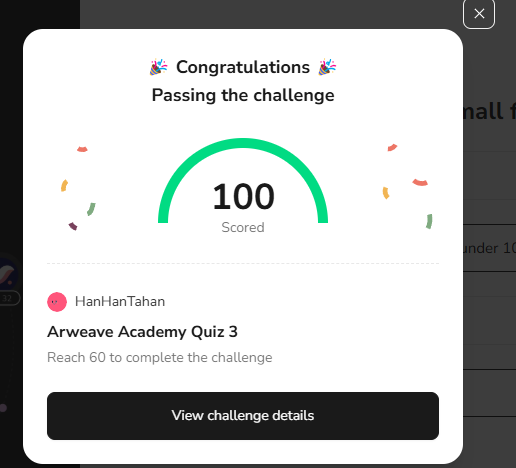 🎉 Congratulations 🎉
Passing the challenge
100
Scored
HanHanTahan
Arweave Academy Quiz 3
Reach 60 to complete the challenge
View challenge details
mall f
under 10
32